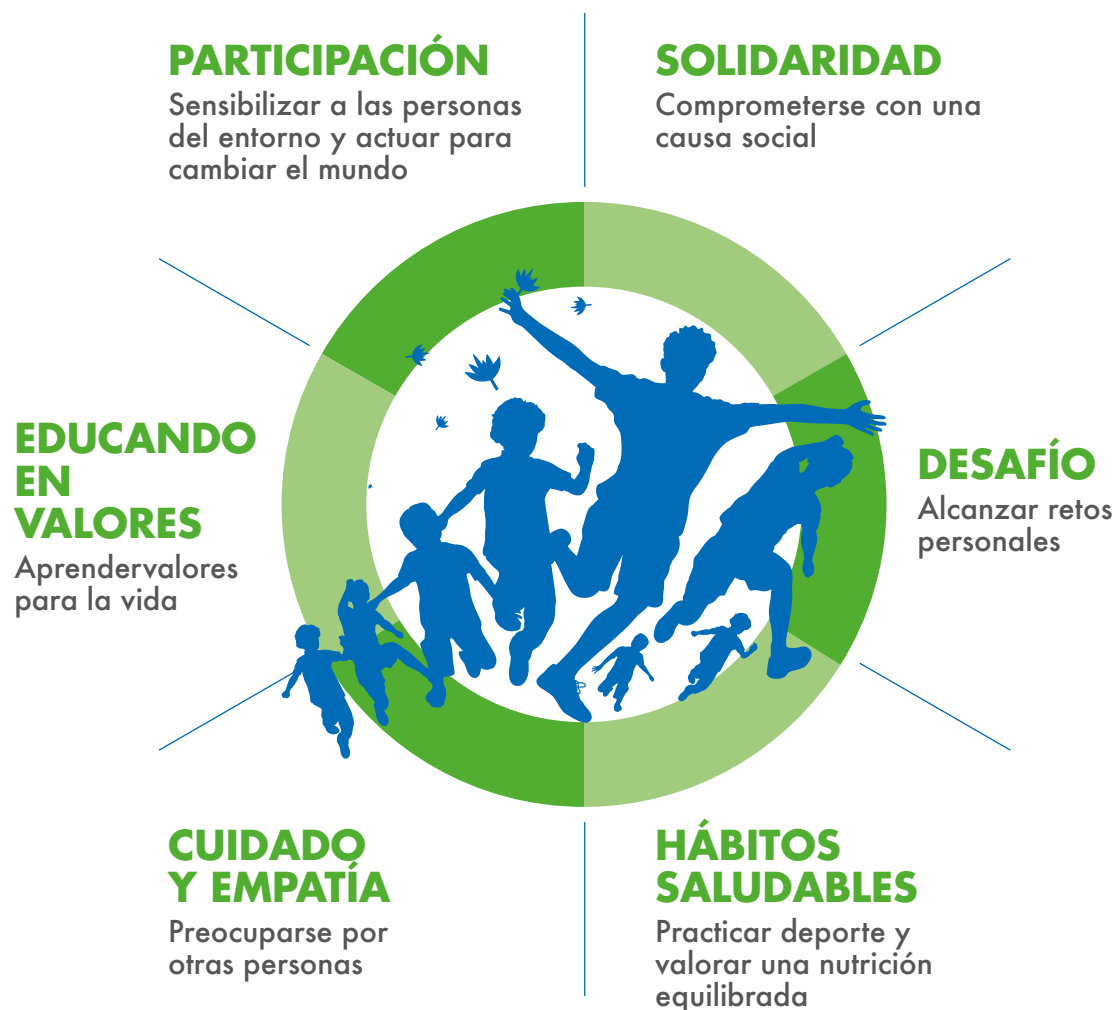 PARTICIPACIÓN
Sensibilizar a las personas
del entorno y actuar para
cambiar el mundo
SOLIDARIDAD
Comprometerse con una
causa social
EDUCANDO
EN
VALORES
Aprendervalores
para la vida
DESAFÍO
Alcanzar retos
personales
CUIDADO
Y EMPATÍA
Preocuparse por
otras personas
HÁBITOS
SALUDABLES
Practicar deporte y
valorar una nutrición
equilibrada